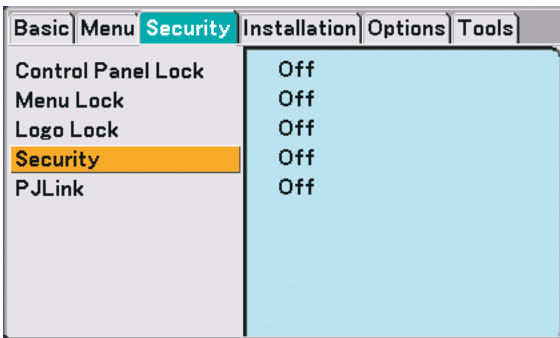 Basic Menu Security Installation Options Tools
Control Panel Lock Off
Menu Lock Off
Logo Lock Off
Security Off
PJLink Off